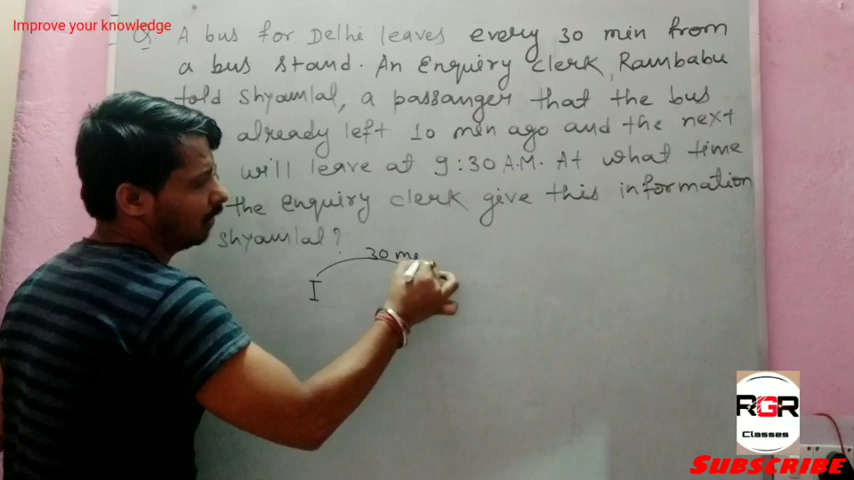 Improve your knowledge
Q A bus for Delhi leaves every 30 min from
a bus stand. An Enquiry clerk, Rambabu
told Shyamlal, a passanger that the bus
already left 10 min ago and the next
will leave at 9:30 A.M. At what time
the enquiry clerk give this information
Shyamlal?
30 m
I
RGR
Classes
SUBSCRIBE